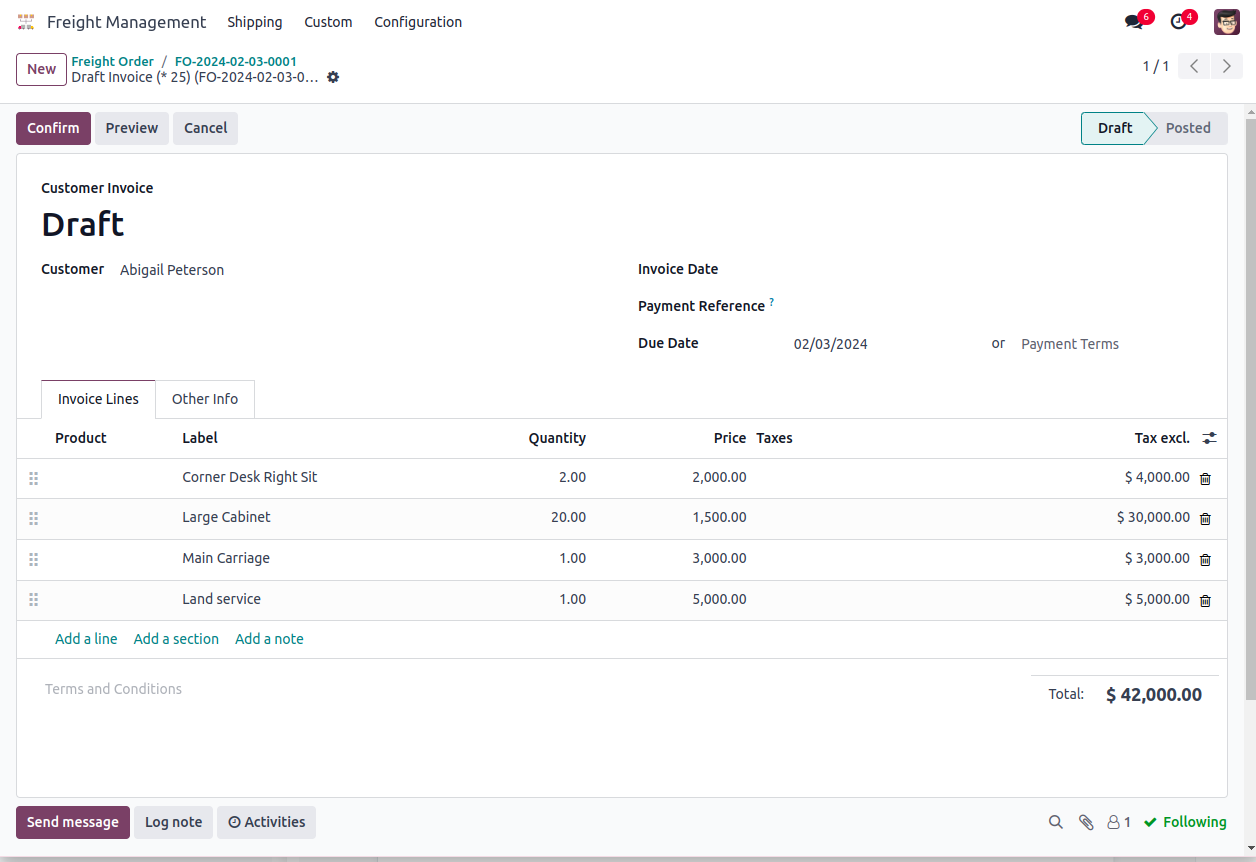 Freight Management Shipping Custom Configuration 6 4
New Freight Order / FO-2024-02-03-0001
Draft Invoice (* 25) (FO-2024-02-03-0... 1 / 1
Confirm Preview Cancel Draft Posted
Customer Invoice
Draft
Customer Abigail Peterson Invoice Date
Payment Reference ?
Due Date 02/03/2024 or Payment Terms
Invoice Lines Other Info
Product Label Quantity Price Taxes Tax excl.
Corner Desk Right Sit 2.00 2,000.00 $ 4,000.00
Large Cabinet 20.00 1,500.00 $ 30,000.00
Main Carriage 1.00 3,000.00 $ 3,000.00
Land service 1.00 5,000.00 $ 5,000.00
Add a line Add a section Add a note
Terms and Conditions Total: $ 42,000.00
Send message Log note Activities 1 Following